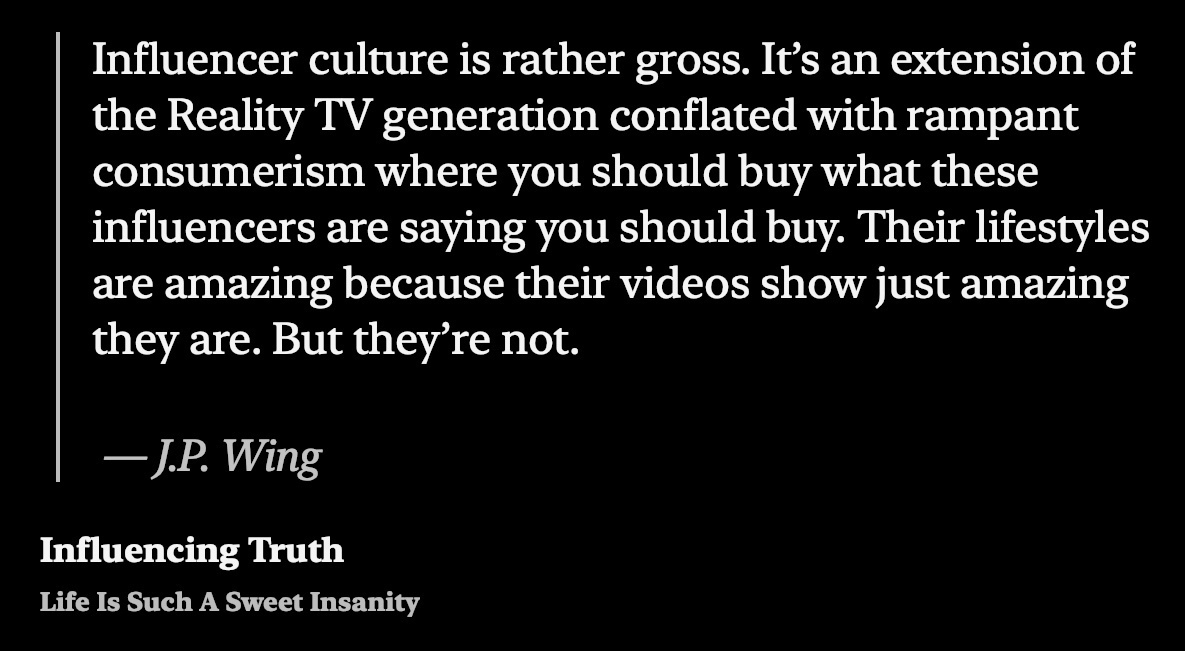 Influencer culture is rather gross. It’s an extension of
the Reality TV generation conflated with rampant
consumerism where you should buy what these
influencers are saying you should buy. Their lifestyles
are amazing because their videos show just amazing
they are. But they’re not.
— J.P. Wing
Influencing Truth
Life Is Such A Sweet Insanity